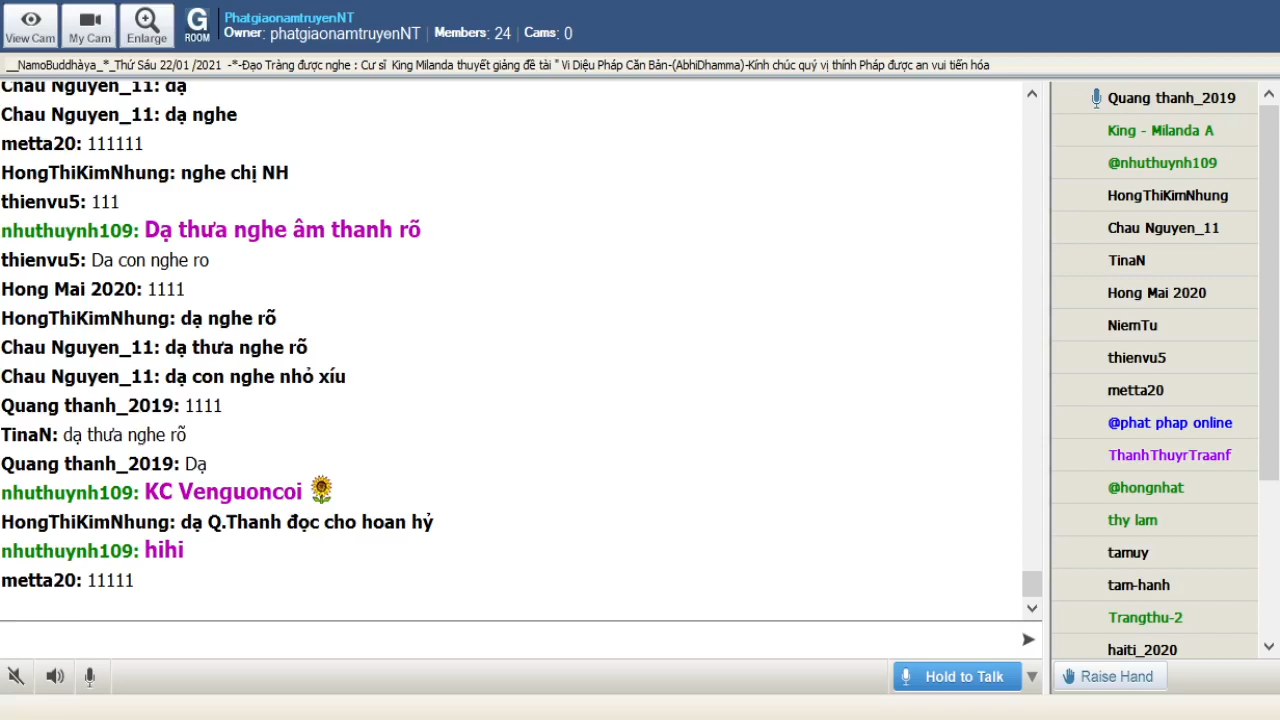 View Cam
My Cam
Enlarge
G
ROOM
PhatgiaonamtruyenNT
Owner: phatgiaonamtruyenNT | Members: 24 | Cams: 0
__NamoBuddhàya_*_Thứ Sáu 22/01 /2021 -*-Đạo Tràng được nghe : Cư sĩ King Milanda thuyết giảng đề tài " Vi Diệu Pháp Căn Bản-(AbhiDhamma)-Kính chúc quý vị thính Pháp được an vui tiến hóa
Chau Nguyen_11: dạ
Chau Nguyen_11: dạ nghe
metta20: 111111
HongThiKimNhung: nghe chị NH
thienvu5: 111
nhuthuynh109: Dạ thưa nghe âm thanh rõ
thienvu5: Da con nghe ro
Hong Mai 2020: 1111
HongThiKimNhung: dạ nghe rõ
Chau Nguyen_11: dạ thưa nghe rõ
Chau Nguyen_11: dạ con nghe nhỏ xíu
Quang thanh_2019: 1111
TinaN: dạ thưa nghe rõ
Quang thanh_2019: Dạ
nhuthuynh109: KC Venguoncoi
HongThiKimNhung: dạ Q.Thanh đọc cho hoan hỷ
nhuthuynh109: hihi
metta20: 11111
Quang thanh_2019
King - Milanda A
@nhuthuynh109
HongThiKimNhung
Chau Nguyen_11
TinaN
Hong Mai 2020
NiemTu
thienvu5
metta20
@phat phap online
ThanhThuyrTraanf
@hongnhat
thy lam
tamuy
tam-hanh
Trangthu-2
haiti_2020
Hold to Talk
Raise Hand